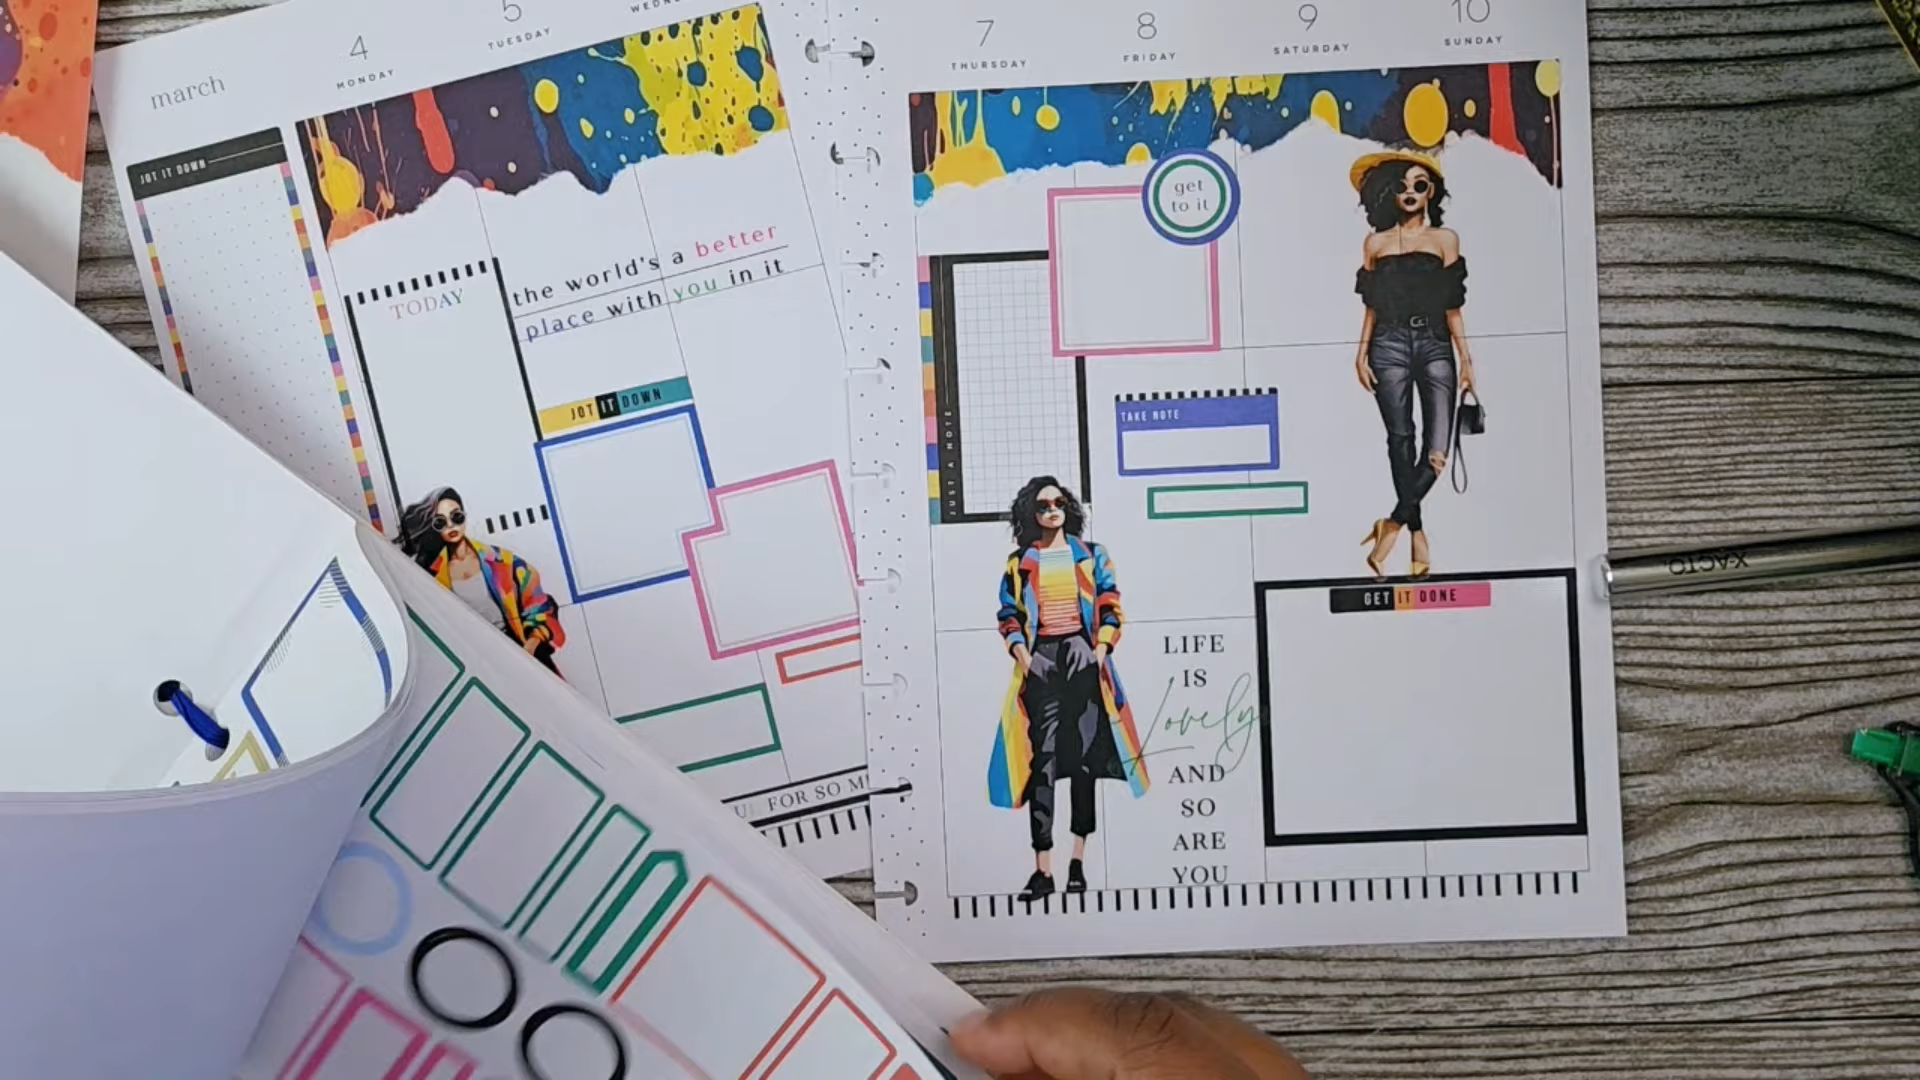 march
4
MONDAY
5
TUESDAY
JOT IT DOWN
TODAY
the world's a better
place with you in it
JOT IT DOWN
FOR SO
7
THURSDAY
8
FRIDAY
9
SATURDAY
10
SUNDAY
get
to it
JUST A NOTE
TAKE NOTE
GET IT DONE
LIFE
IS
Lovely
AND
SO
ARE
YOU
X-ACTO